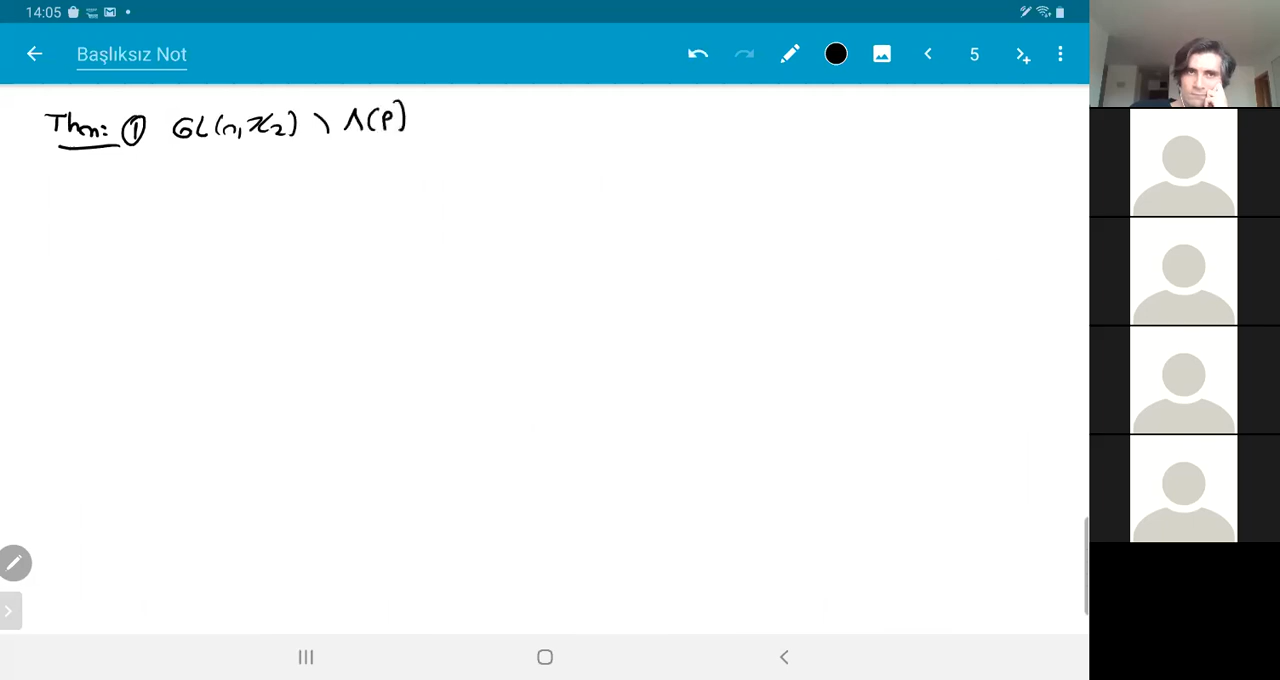 14:05
Başlıksız Not
5
Thm: ① GL(n, ℤ₂) \ Λ(P)